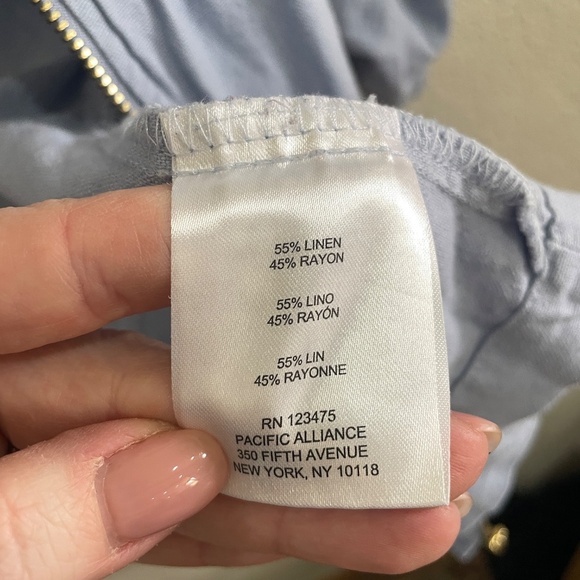 55% LINEN
45% RAYON
55% LINO
45% RAYÓN
55% LIN
45% RAYONNE
RN 123475
PACIFIC ALLIANCE
350 FIFTH AVENUE
NEW YORK, NY 10118